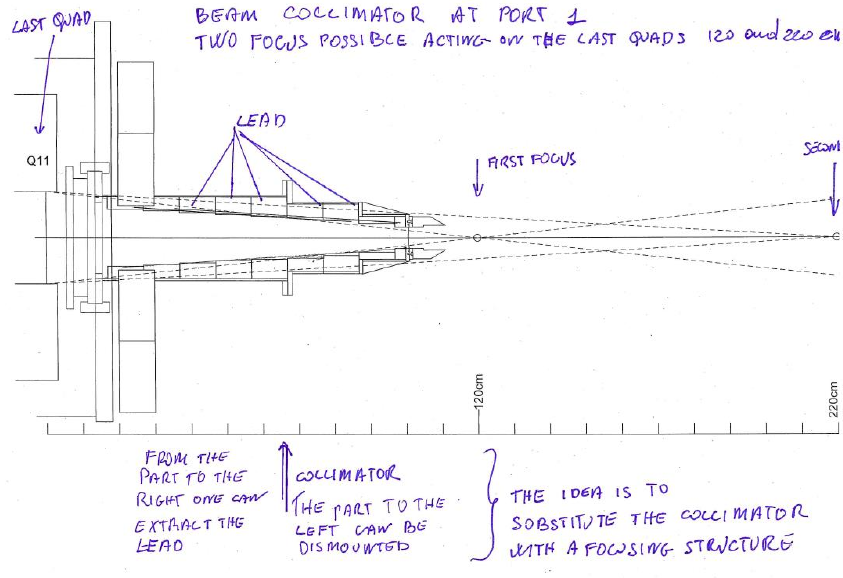 BEAM COLLIMATOR AT PORT 1
TWO FOCUS POSSIBLE ACTING ON THE LAST QUADS 120 and 220 cm
LAST QUAD
LEAD
Q11
FIRST FOCUS
SECON
120cm
220cm
FROM THE
PART TO THE
RIGHT ONE CAN
EXTRACT THE
LEAD
COLLIMATOR
THE PART TO THE
LEFT CAN BE
DISMOUNTED
THE IDEA IS TO
SOBSTITUTE THE COLLIMATOR
WITH A FOCUSING STRUCTURE